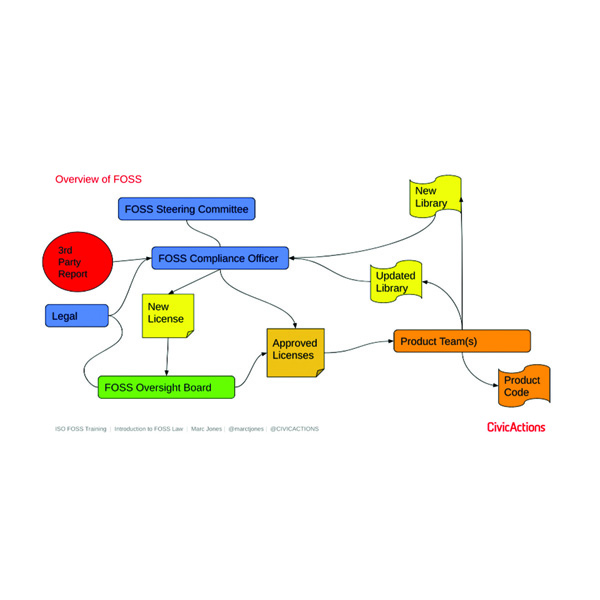 Overview of FOSS
New
Library
FOSS Steering Committee
3rd
Party
Report
FOSS Compliance Officer
Updated
Library
New
License
Legal
Approved
Licenses
Product Team(s)
FOSS Oversight Board
Product
Code
ISO FOSS Training | Introduction to FOSS Law | Marc Jones | @marctjones | @CIVICACTIONS
CivicActions